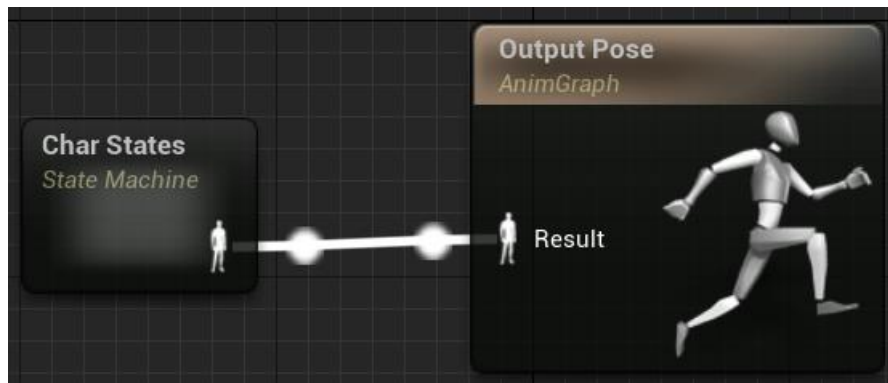 Char States
State Machine
Output Pose
AnimGraph
Result